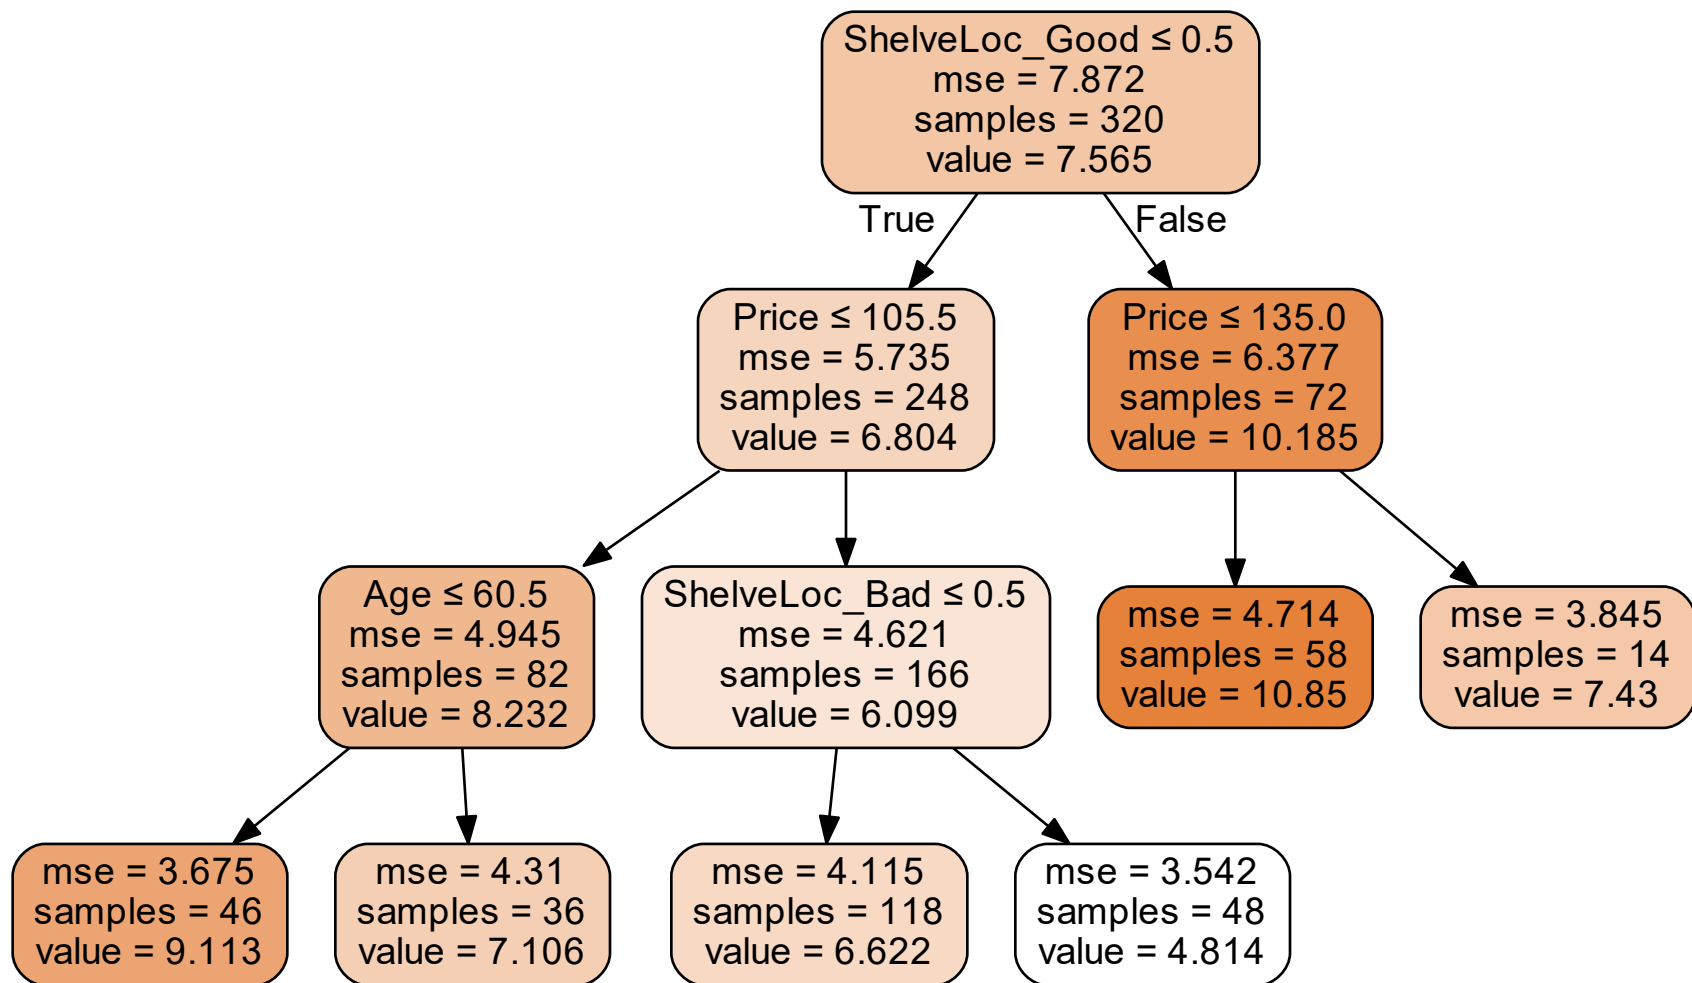 ShelveLoc_Good ≤ 0.5
mse = 7.872
samples = 320
value = 7.565
True
False
Price ≤ 105.5
mse = 5.735
samples = 248
value = 6.804
Price ≤ 135.0
mse = 6.377
samples = 72
value = 10.185
Age ≤ 60.5
mse = 4.945
samples = 82
value = 8.232
ShelveLoc_Bad ≤ 0.5
mse = 4.621
samples = 166
value = 6.099
mse = 4.714
samples = 58
value = 10.85
mse = 3.845
samples = 14
value = 7.43
mse = 3.675
samples = 46
value = 9.113
mse = 4.31
samples = 36
value = 7.106
mse = 4.115
samples = 118
value = 6.622
mse = 3.542
samples = 48
value = 4.814